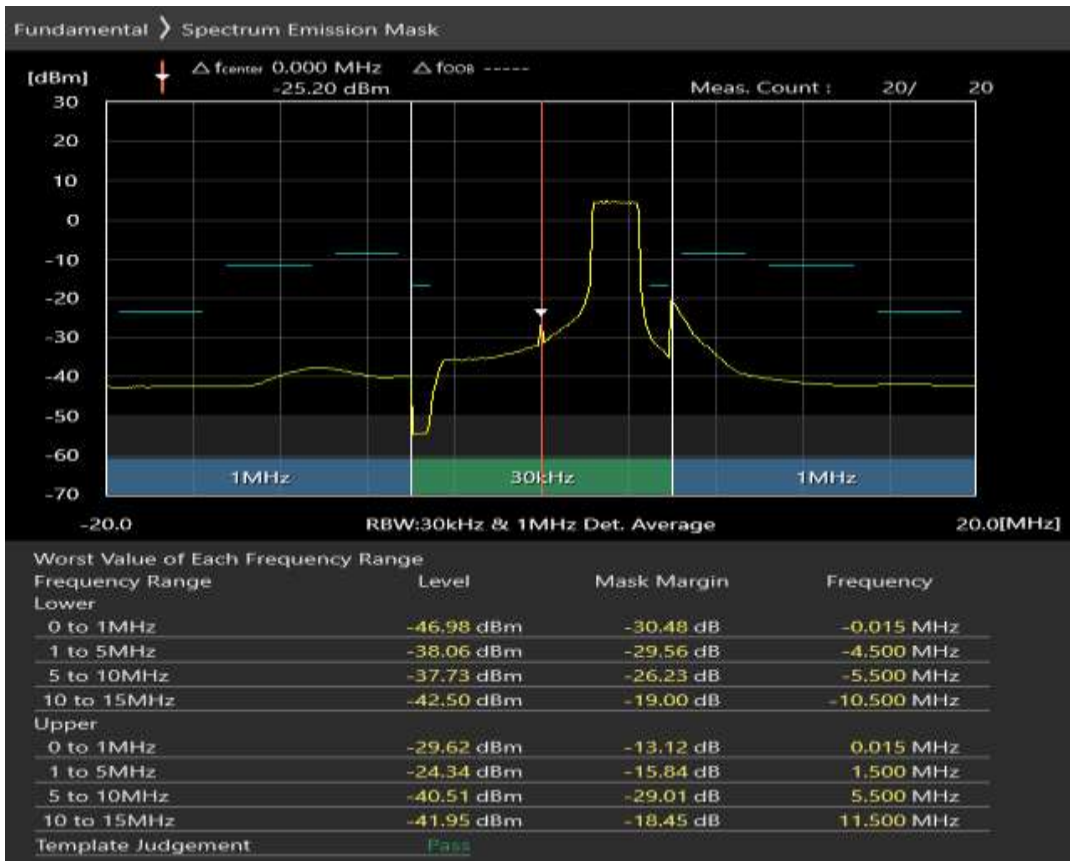 Fundamental ❯ Spectrum Emission Mask
[dBm] △ fcenter 0.000 MHz △ fOOB -----
-25.20 dBm Meas. Count : 20/ 20
30
20
10
0
-10
-20
-30
-40
-50
-60
-70
1MHz 30kHz 1MHz
-20.0 RBW:30kHz & 1MHz Det. Average 20.0[MHz]
Worst Value of Each Frequency Range
Frequency Range Level Mask Margin Frequency
Lower
0 to 1MHz -46.98 dBm -30.48 dB -0.015 MHz
1 to 5MHz -38.06 dBm -29.56 dB -4.500 MHz
5 to 10MHz -37.73 dBm -26.23 dB -5.500 MHz
10 to 15MHz -42.50 dBm -19.00 dB -10.500 MHz
Upper
0 to 1MHz -29.62 dBm -13.12 dB 0.015 MHz
1 to 5MHz -24.34 dBm -15.84 dB 1.500 MHz
5 to 10MHz -40.51 dBm -29.01 dB 5.500 MHz
10 to 15MHz -41.95 dBm -18.45 dB 11.500 MHz
Template Judgement Pass